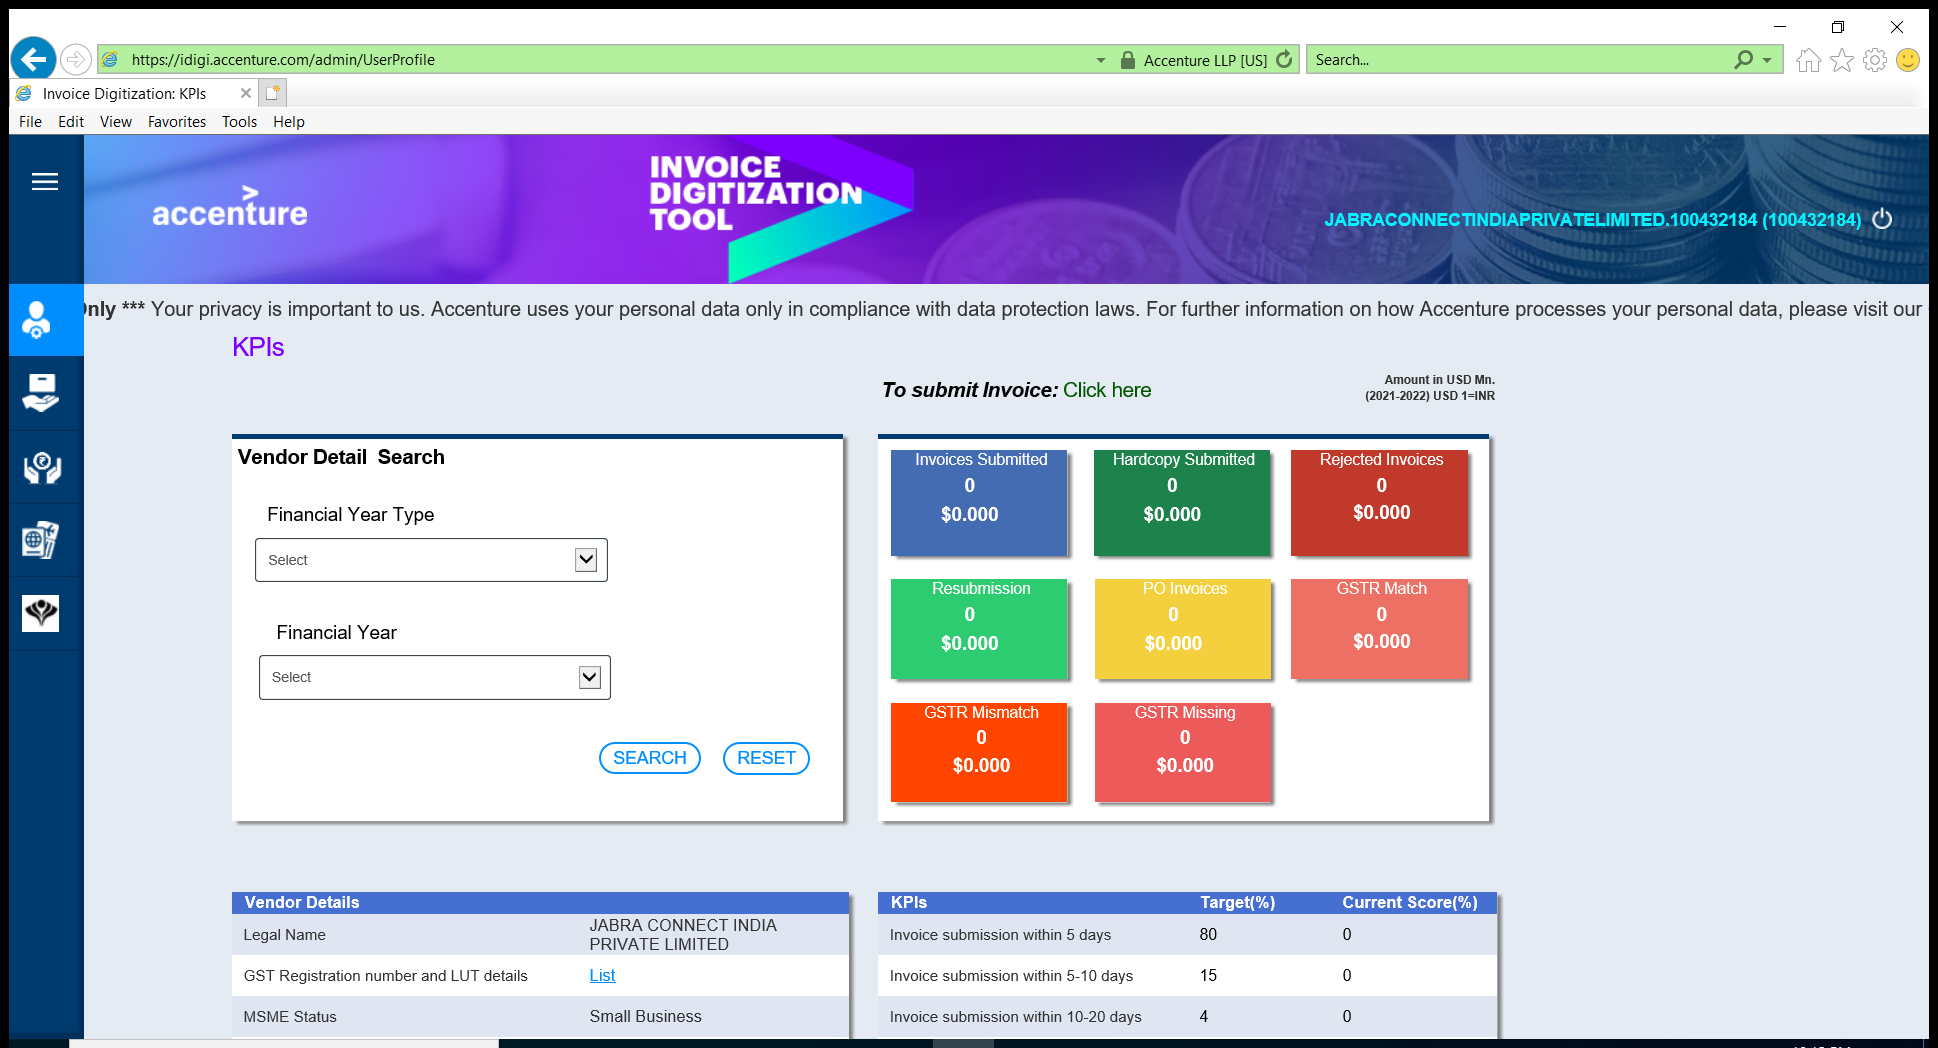 https://idigi.accenture.com/admin/UserProfile
Accenture LLP [US]
Search...
Invoice Digitization: KPIs
File Edit View Favorites Tools Help
accenture
INVOICE
DIGITIZATION
TOOL
JABRACONNECTINDIAPRIVATELIMITED.100432184 (100432184)
Only *** Your privacy is important to us. Accenture uses your personal data only in compliance with data protection laws. For further information on how Accenture processes your personal data, please visit our
KPIs
To submit Invoice: Click here
Amount in USD Mn.
(2021-2022) USD 1=INR
Vendor Detail Search
Financial Year Type
Select
Financial Year
Select
SEARCH RESET
Invoices Submitted
0
$0.000
Hardcopy Submitted
0
$0.000
Rejected Invoices
0
$0.000
Resubmission
0
$0.000
PO Invoices
0
$0.000
GSTR Match
0
$0.000
GSTR Mismatch
0
$0.000
GSTR Missing
0
$0.000
Vendor Details
Legal Name JABRA CONNECT INDIA
PRIVATE LIMITED
GST Registration number and LUT details List
MSME Status Small Business
KPIs Target(%) Current Score(%)
Invoice submission within 5 days 80 0
Invoice submission within 5-10 days 15 0
Invoice submission within 10-20 days 4 0